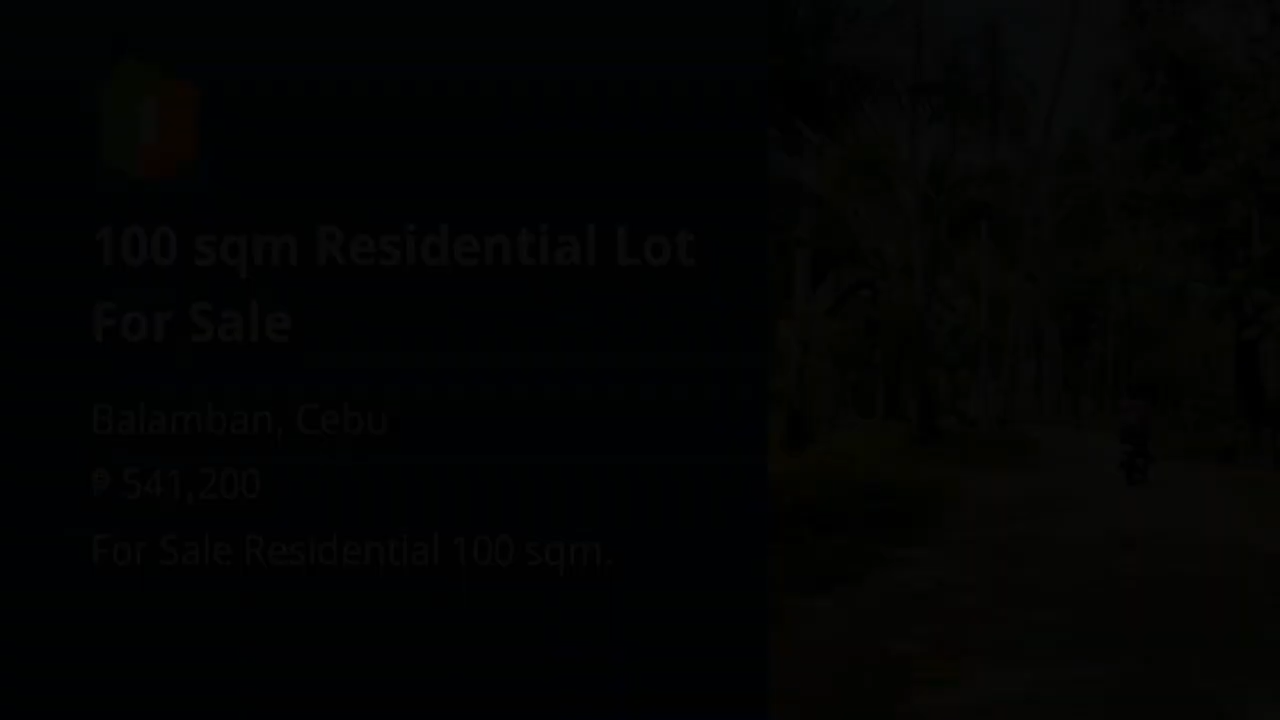 100 sqm Residential Lot
For Sale
Balamban, Cebu
₱ 541,200
For Sale Residential 100 sqm.